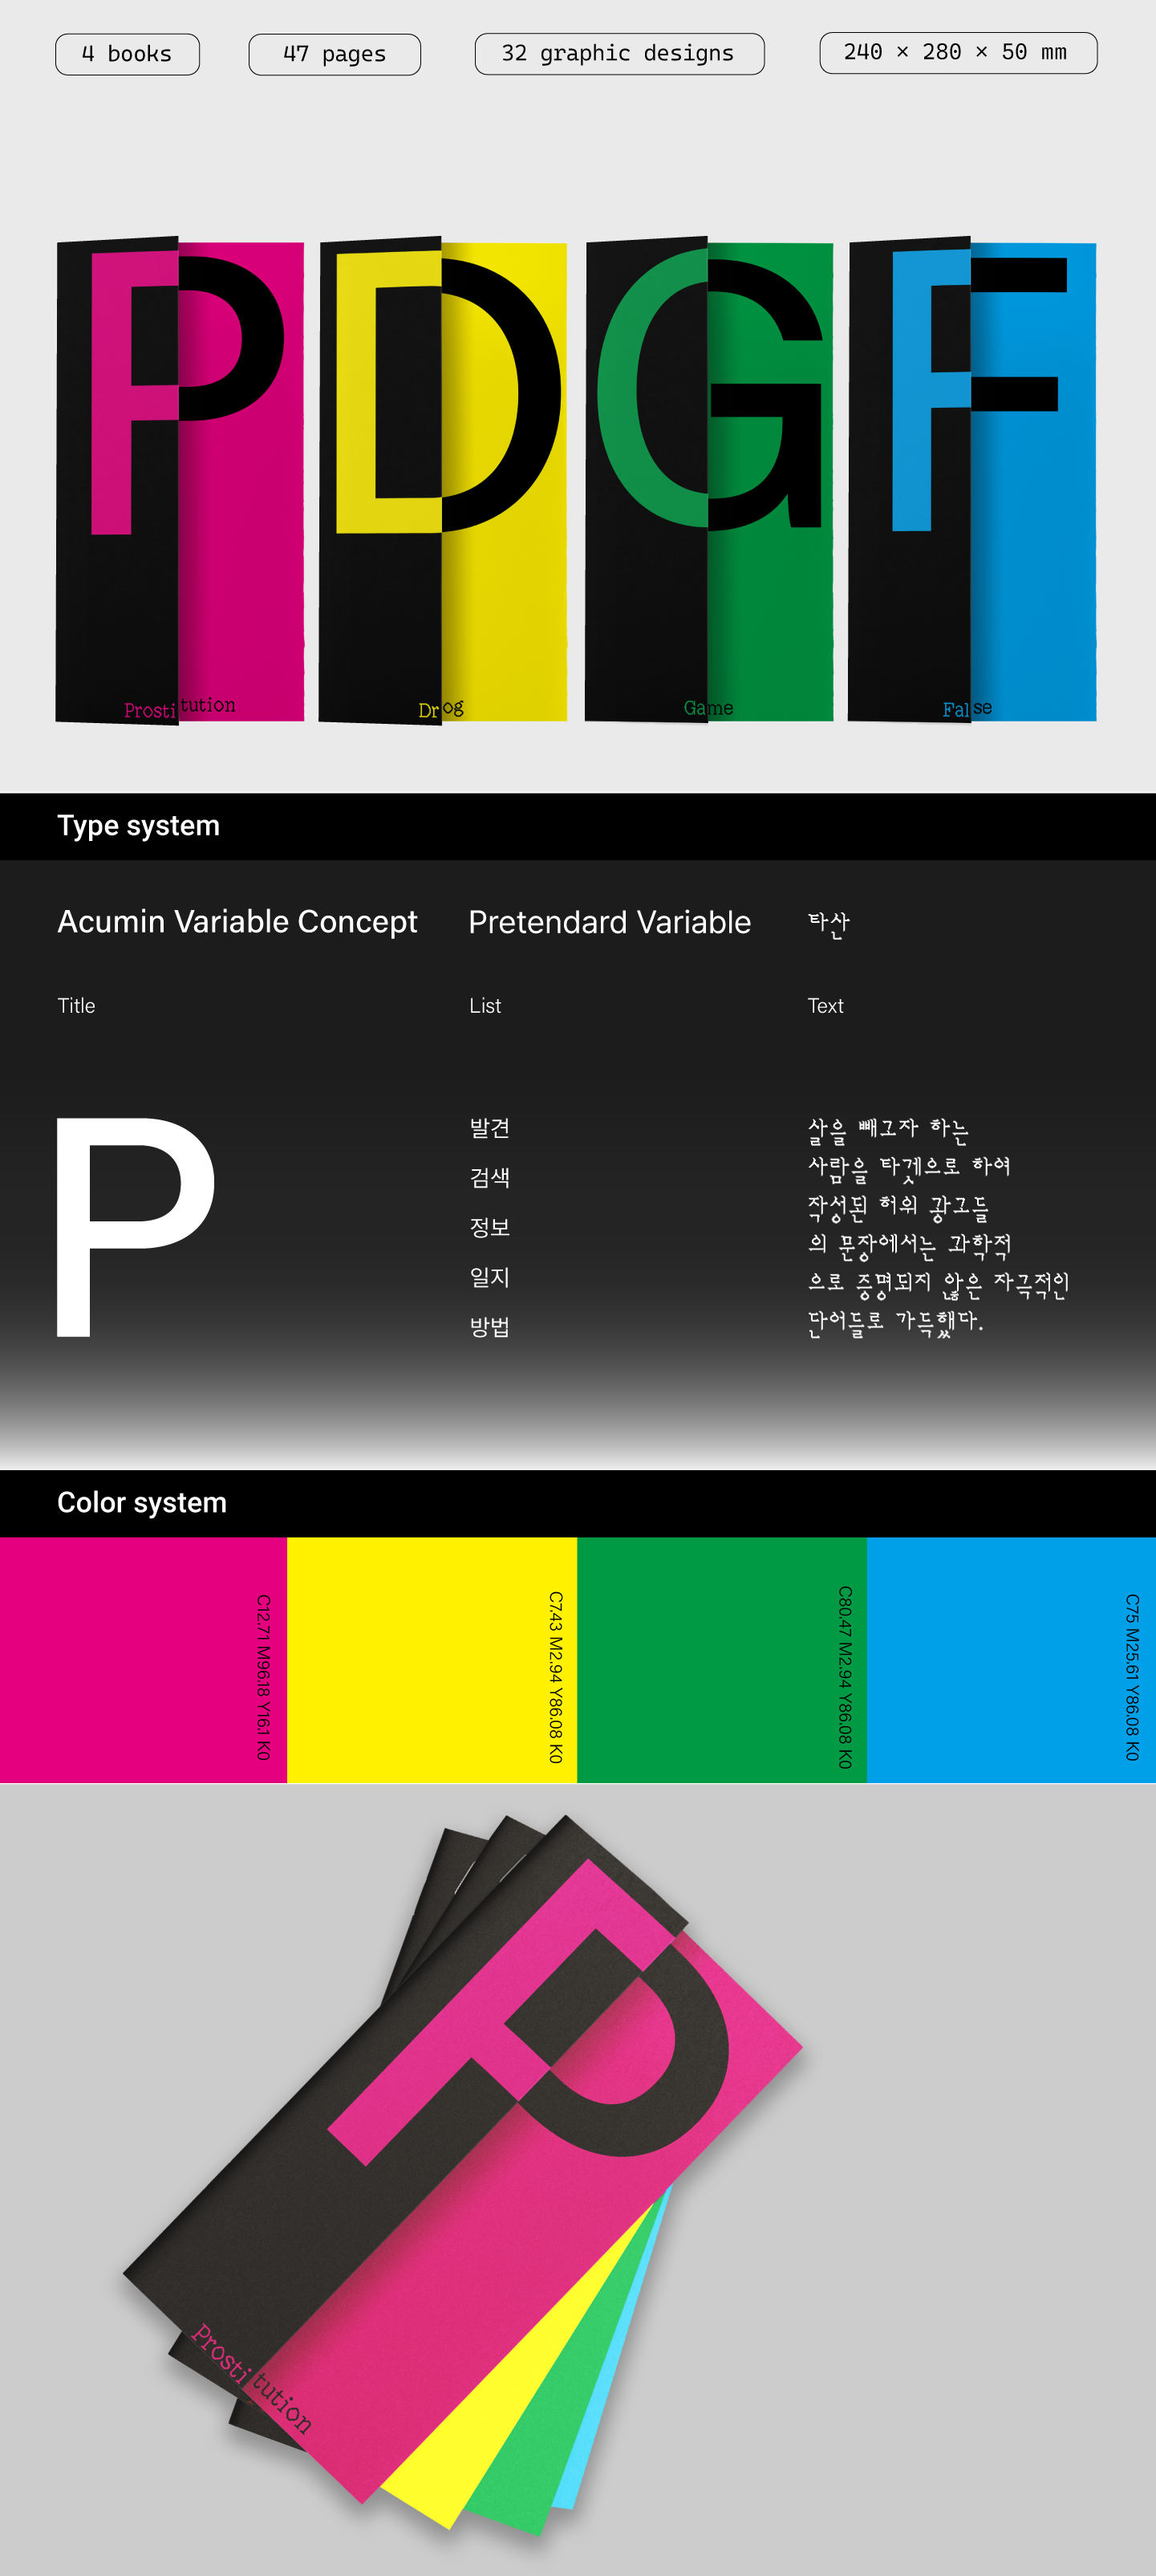 4 books
47 pages
32 graphic designs
240 × 280 × 50 mm
P
D
G
F
Prostitution
Drog
Game
False
Type system
Acumin Variable Concept
Pretendard Variable
타산
Title
List
Text
P
발견
검색
정보
일지
방법
살을 빼고자 하는
사람을 타겟으로 하여
작성된 허위 광고들
의 문장에서는 과학적
으로 증명되지 않은 자극적인
단어들로 가득했다.
Color system
C12.71 M96.18 Y16.1 K0
C7.43 M2.94 Y86.08 K0
C80.47 M2.94 Y86.08 K0
C75 M25.61 Y86.08 K0
P
Prostitution